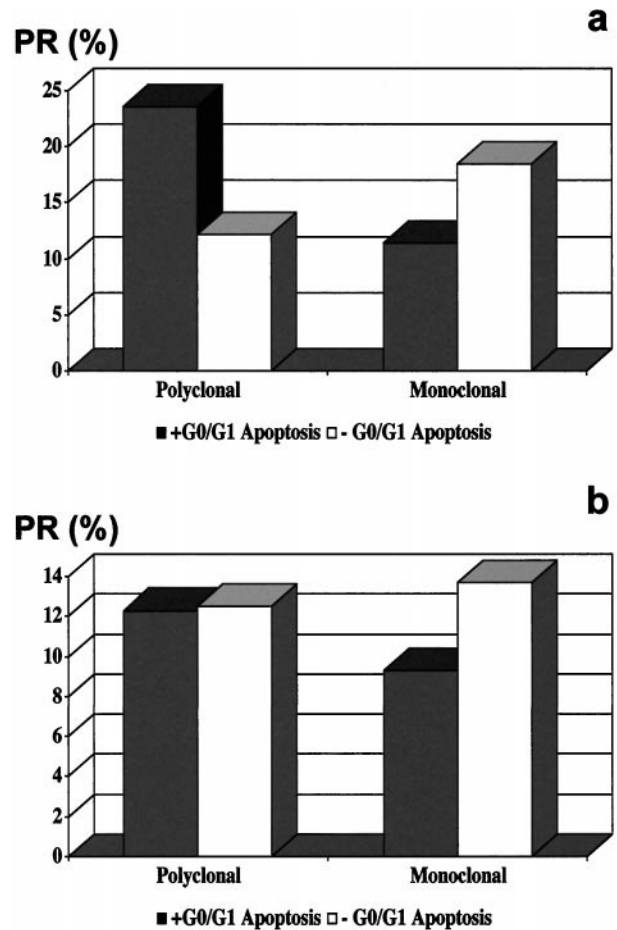 a
PR (%)
25
20
15
10
5
0
Polyclonal Monoclonal
+G0/G1 Apoptosis - G0/G1 Apoptosis
b
PR (%)
14
12
10
8
6
4
2
0
Polyclonal Monoclonal
+G0/G1 Apoptosis - G0/G1 Apoptosis